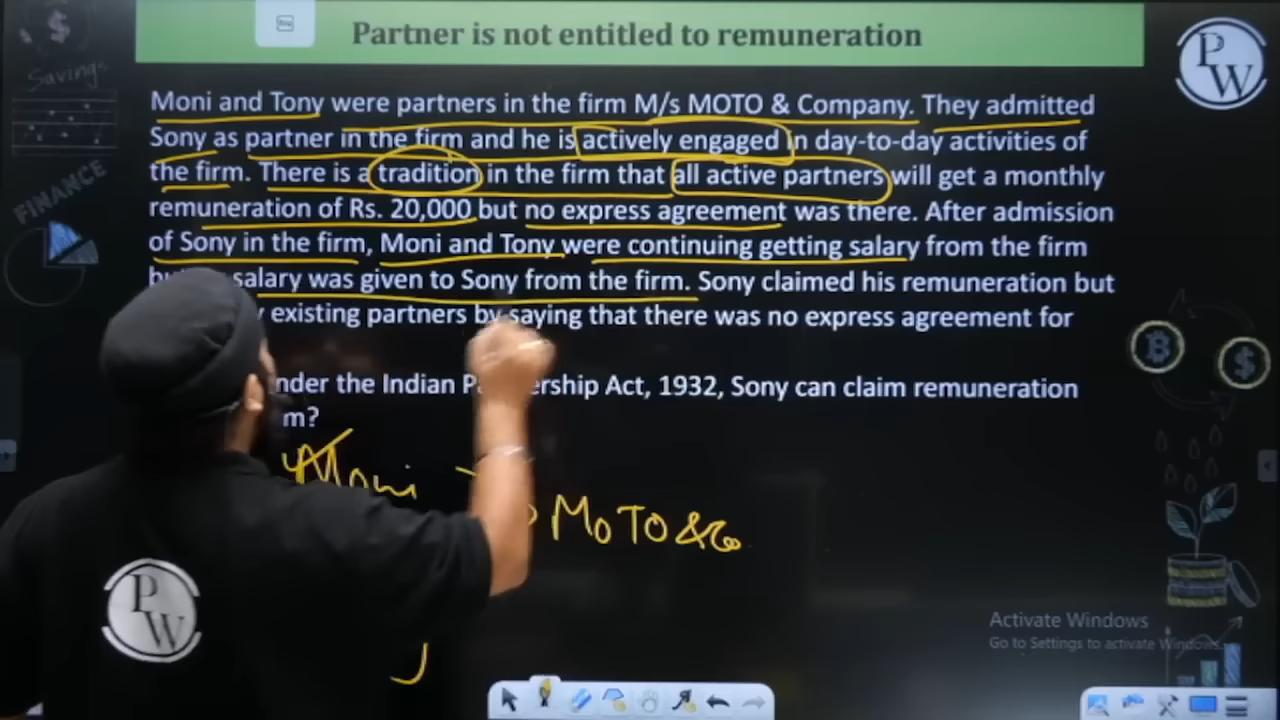 Partner is not entitled to remuneration
Savings
FINANCE
PW
Moni and Tony were partners in the firm M/s MOTO & Company. They admitted
Sony as partner in the firm and he is actively engaged in day-to-day activities of
the firm. There is a tradition in the firm that all active partners will get a monthly
remuneration of Rs. 20,000 but no express agreement was there. After admission
of Sony in the firm, Moni and Tony were continuing getting salary from the firm
salary was given to Sony from the firm. Sony claimed his remuneration but
existing partners by saying that there was no express agreement for
the Indian Act, 1932, Sony can claim remuneration
Moni
MOTO & Co
PW
Activate Windows
Go to Settings to activate Windows.